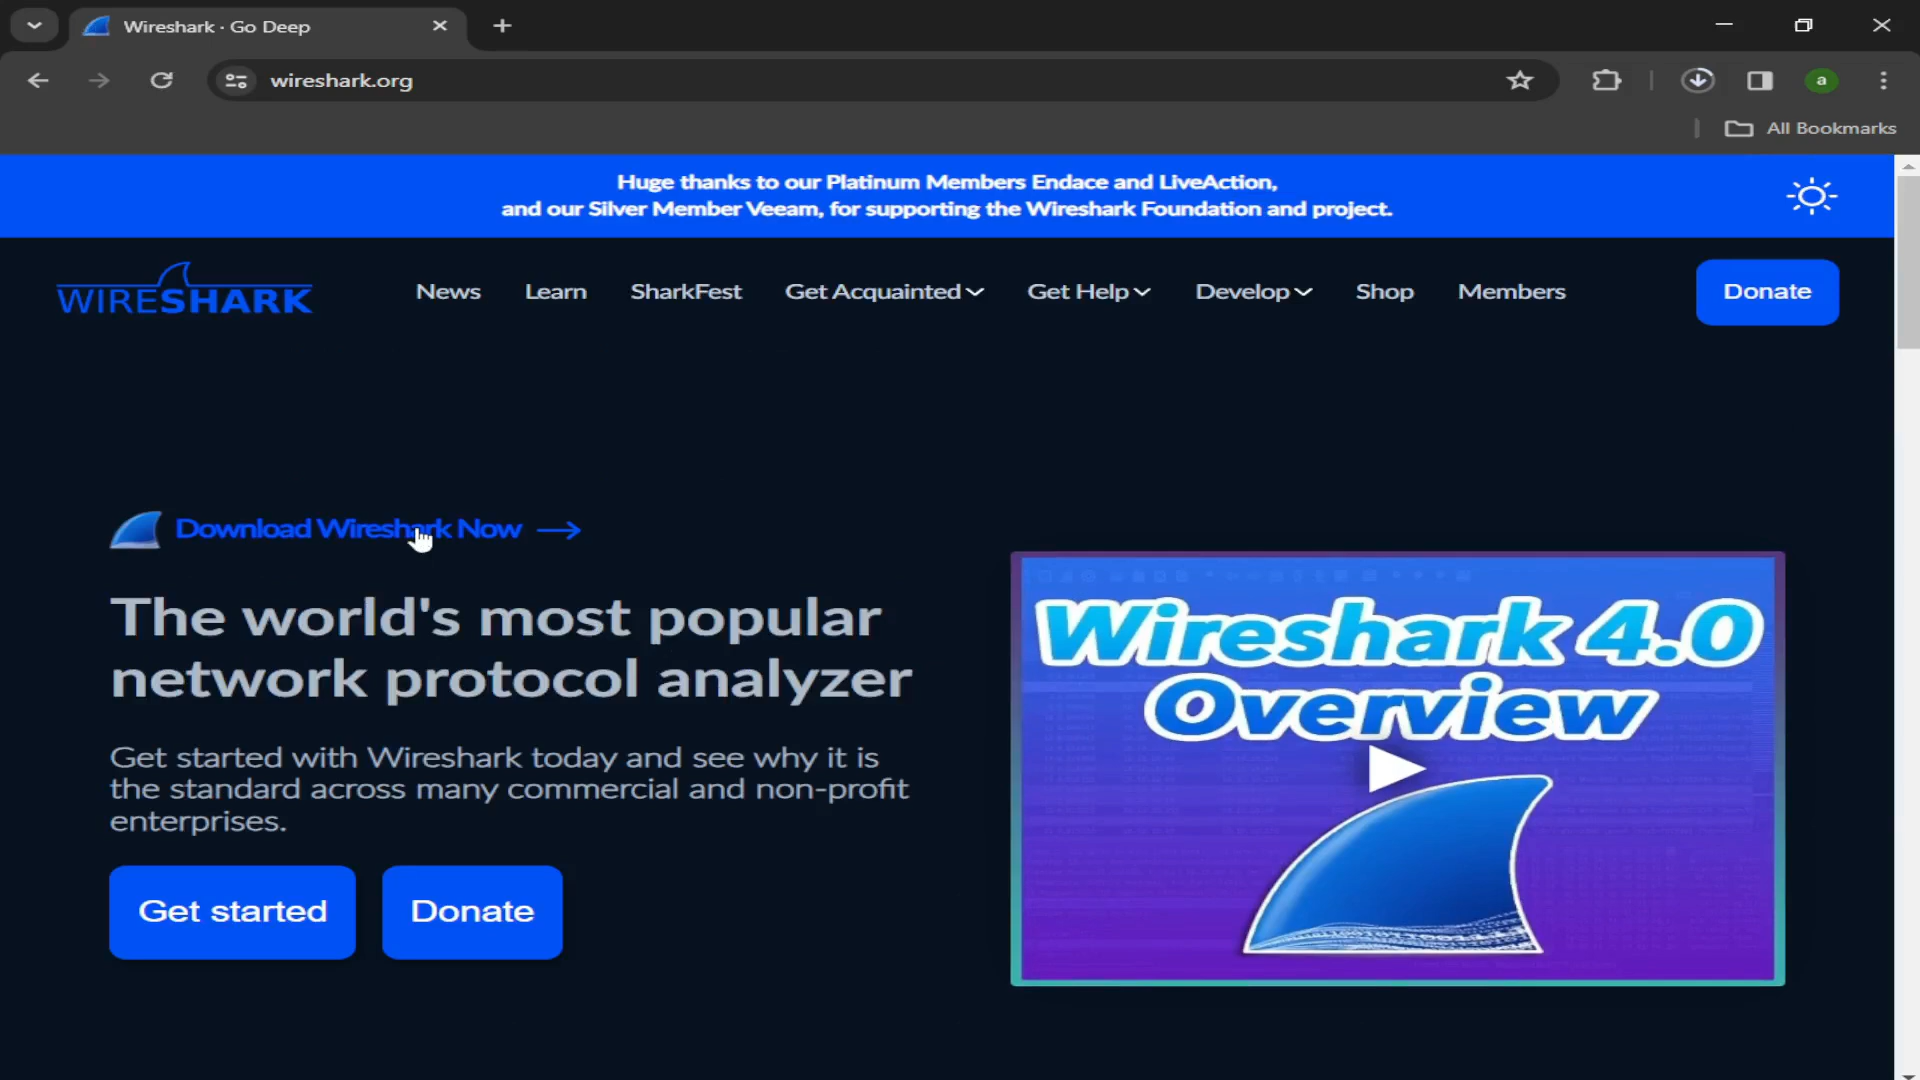 Wireshark · Go Deep
wireshark.org
a
All Bookmarks
Huge thanks to our Platinum Members Endace and LiveAction,
and our Silver Member Veeam, for supporting the Wireshark Foundation and project.
WIRESHARK
News Learn SharkFest Get Acquainted Get Help Develop Shop Members Donate
Download Wireshark Now
The world's most popular
network protocol analyzer
Get started with Wireshark today and see why it is
the standard across many commercial and non-profit
enterprises.
Get started Donate
Wireshark 4.0
Overview